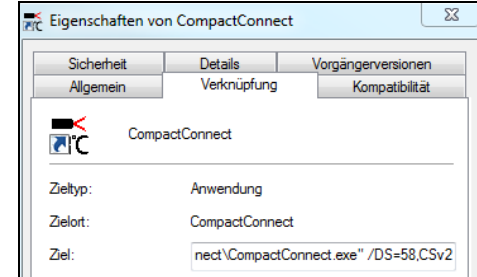 Eigenschaften von CompactConnect
Sicherheit Details Vorgängerversionen
Allgemein Verknüpfung Kompatibilität
°C CompactConnect
Zieltyp: Anwendung
Zielort: CompactConnect
Ziel: nect\CompactConnect.exe" /DS=58,CSv2